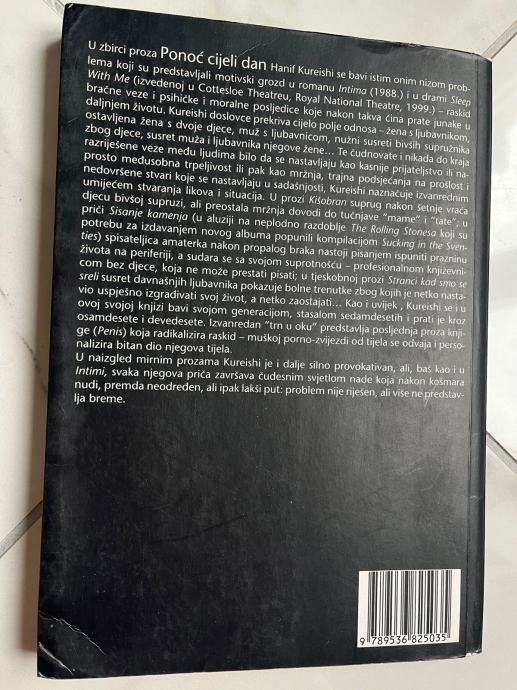 U zbirci proza Ponoć cijeli dan Hanif Kureishi se bavi istim onim nizom prob-
lema koji su predstavljali motivski grozd u romanu Intima (1988.) i u drami Sleep
With Me (izvedenoj u Cottesloe Theatreu, Royal National Theatre, 1999.) – raskid
bračne veze i psihičke i moralne posljedice koje nakon takva čina prate junake u
daljnjem životu. Kureishi doslovce prekriva cijelo polje odnosa – žena s ljubavnikom,
ostavljena žena s dvoje djece, muž s ljubavnicom, nužni susreti bivših supružnika
zbog djece, susret muža i ljubavnika njegove žene... Te čudnovate i nikada do kraja
razriješene veze među ljudima bilo da se nastavljaju kao kasnije prijateljstvo ili na-
prosto međusobna trpeljivost ili pak kao mržnja, trajna podsjećanja na prošlost i
nedovršene stvari koje se nastavljaju u sadašnjosti, Kureishi naznačuje izvanrednim
umijećem stvaranja likova i situacija. U prozi Kišobran suprug nakon šetnje vraća
djecu bivšoj supruzi, ali preostala mržnja dovodi do tučnjave "mame" i "tate"; u
priči Sisanje kamenja (u aluziji na neplodno razdoblje The Rolling Stonesa koji su
potrebu za izdavanjem novog albuma popunili kompilacijom Sucking in the Seven-
ties) spisateljica amaterka nakon propalog braka nastoji pisanjem ispuniti prazninu
života na periferiji, a sudara se sa svojom suprotnošću – profesionalnom književni-
com bez djece, koja ne može prestati pisati; u tjeskobnoj prozi Stranci kad smo se
sreli susret davnašnjih ljubavnika pokazuje bolne trenutke zbog kojih je netko nasta-
vio uspješno izgrađivati svoj život, a netko zaostajati... Kao i uvijek , Kureishi se i u
ovoj svojoj knjizi bavi svojom generacijom, stasalom sedamdesetih i prati je kroz
osamdesete i devedesete. Izvanredan "trn u oku" predstavlja posljednja proza knji-
ge (Penis) koja radikalizira raskid – muškoj porno-zvijezdi od tijela se odvaja i perso-
nalizira bitan dio njegova tijela.
U naizgled mirnim prozama Kureishi je i dalje silno provokativan, ali, baš kao i u
Intimi, svaka njegova priča završava čudesnim svjetlom nade koja nakon košmara
nudi, premda neodređen, ali ipak lakši put: problem nije riješen, ali više ne predstav-
lja breme.
9 789536 825035